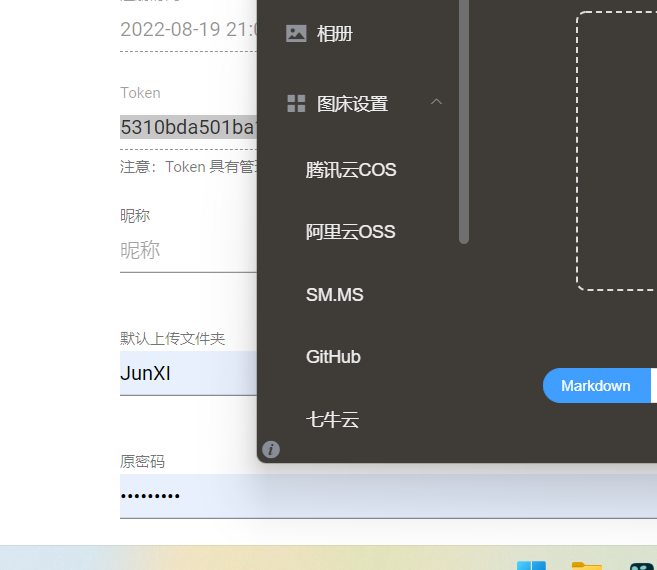 2022-08-19 21:
Token
5310bda501ba
注意：Token 具有管
昵称
昵称
默认上传文件夹
JunXI
原密码
•••••••••
相册
图床设置
腾讯云COS
阿里云OSS
SM.MS
GitHub
七牛云
Markdown